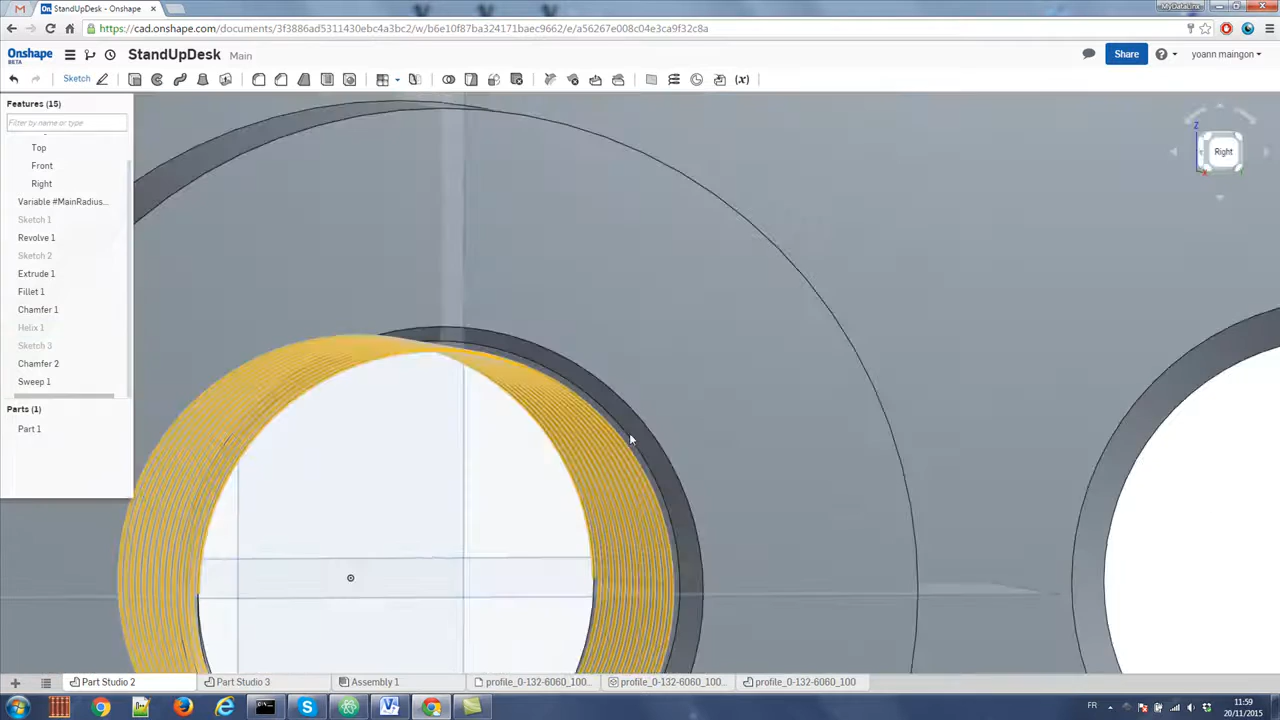 StandUpDesk - Onshape
MyDataLinx
https://cad.onshape.com/documents/3f3886ad5311430ebc4a3bc2/w/b6e10f87ba324171baec9662/e/a56267e008c04e3ca9f32c8a
Onshape
BETA
StandUpDesk Main
Share
yoann maingon
Sketch
(x)
Features (15)
Filter by name or type
Top
Front
Right
Variable #MainRadius...
Sketch 1
Revolve 1
Sketch 2
Extrude 1
Fillet 1
Chamfer 1
Helix 1
Sketch 3
Chamfer 2
Sweep 1
Parts (1)
Part 1
Z
Right
Part Studio 2
Part Studio 3
Assembly 1
profile_0-132-6060_100...
profile_0-132-6060_100...
profile_0-132-6060_100
FR
11:59
20/11/2015